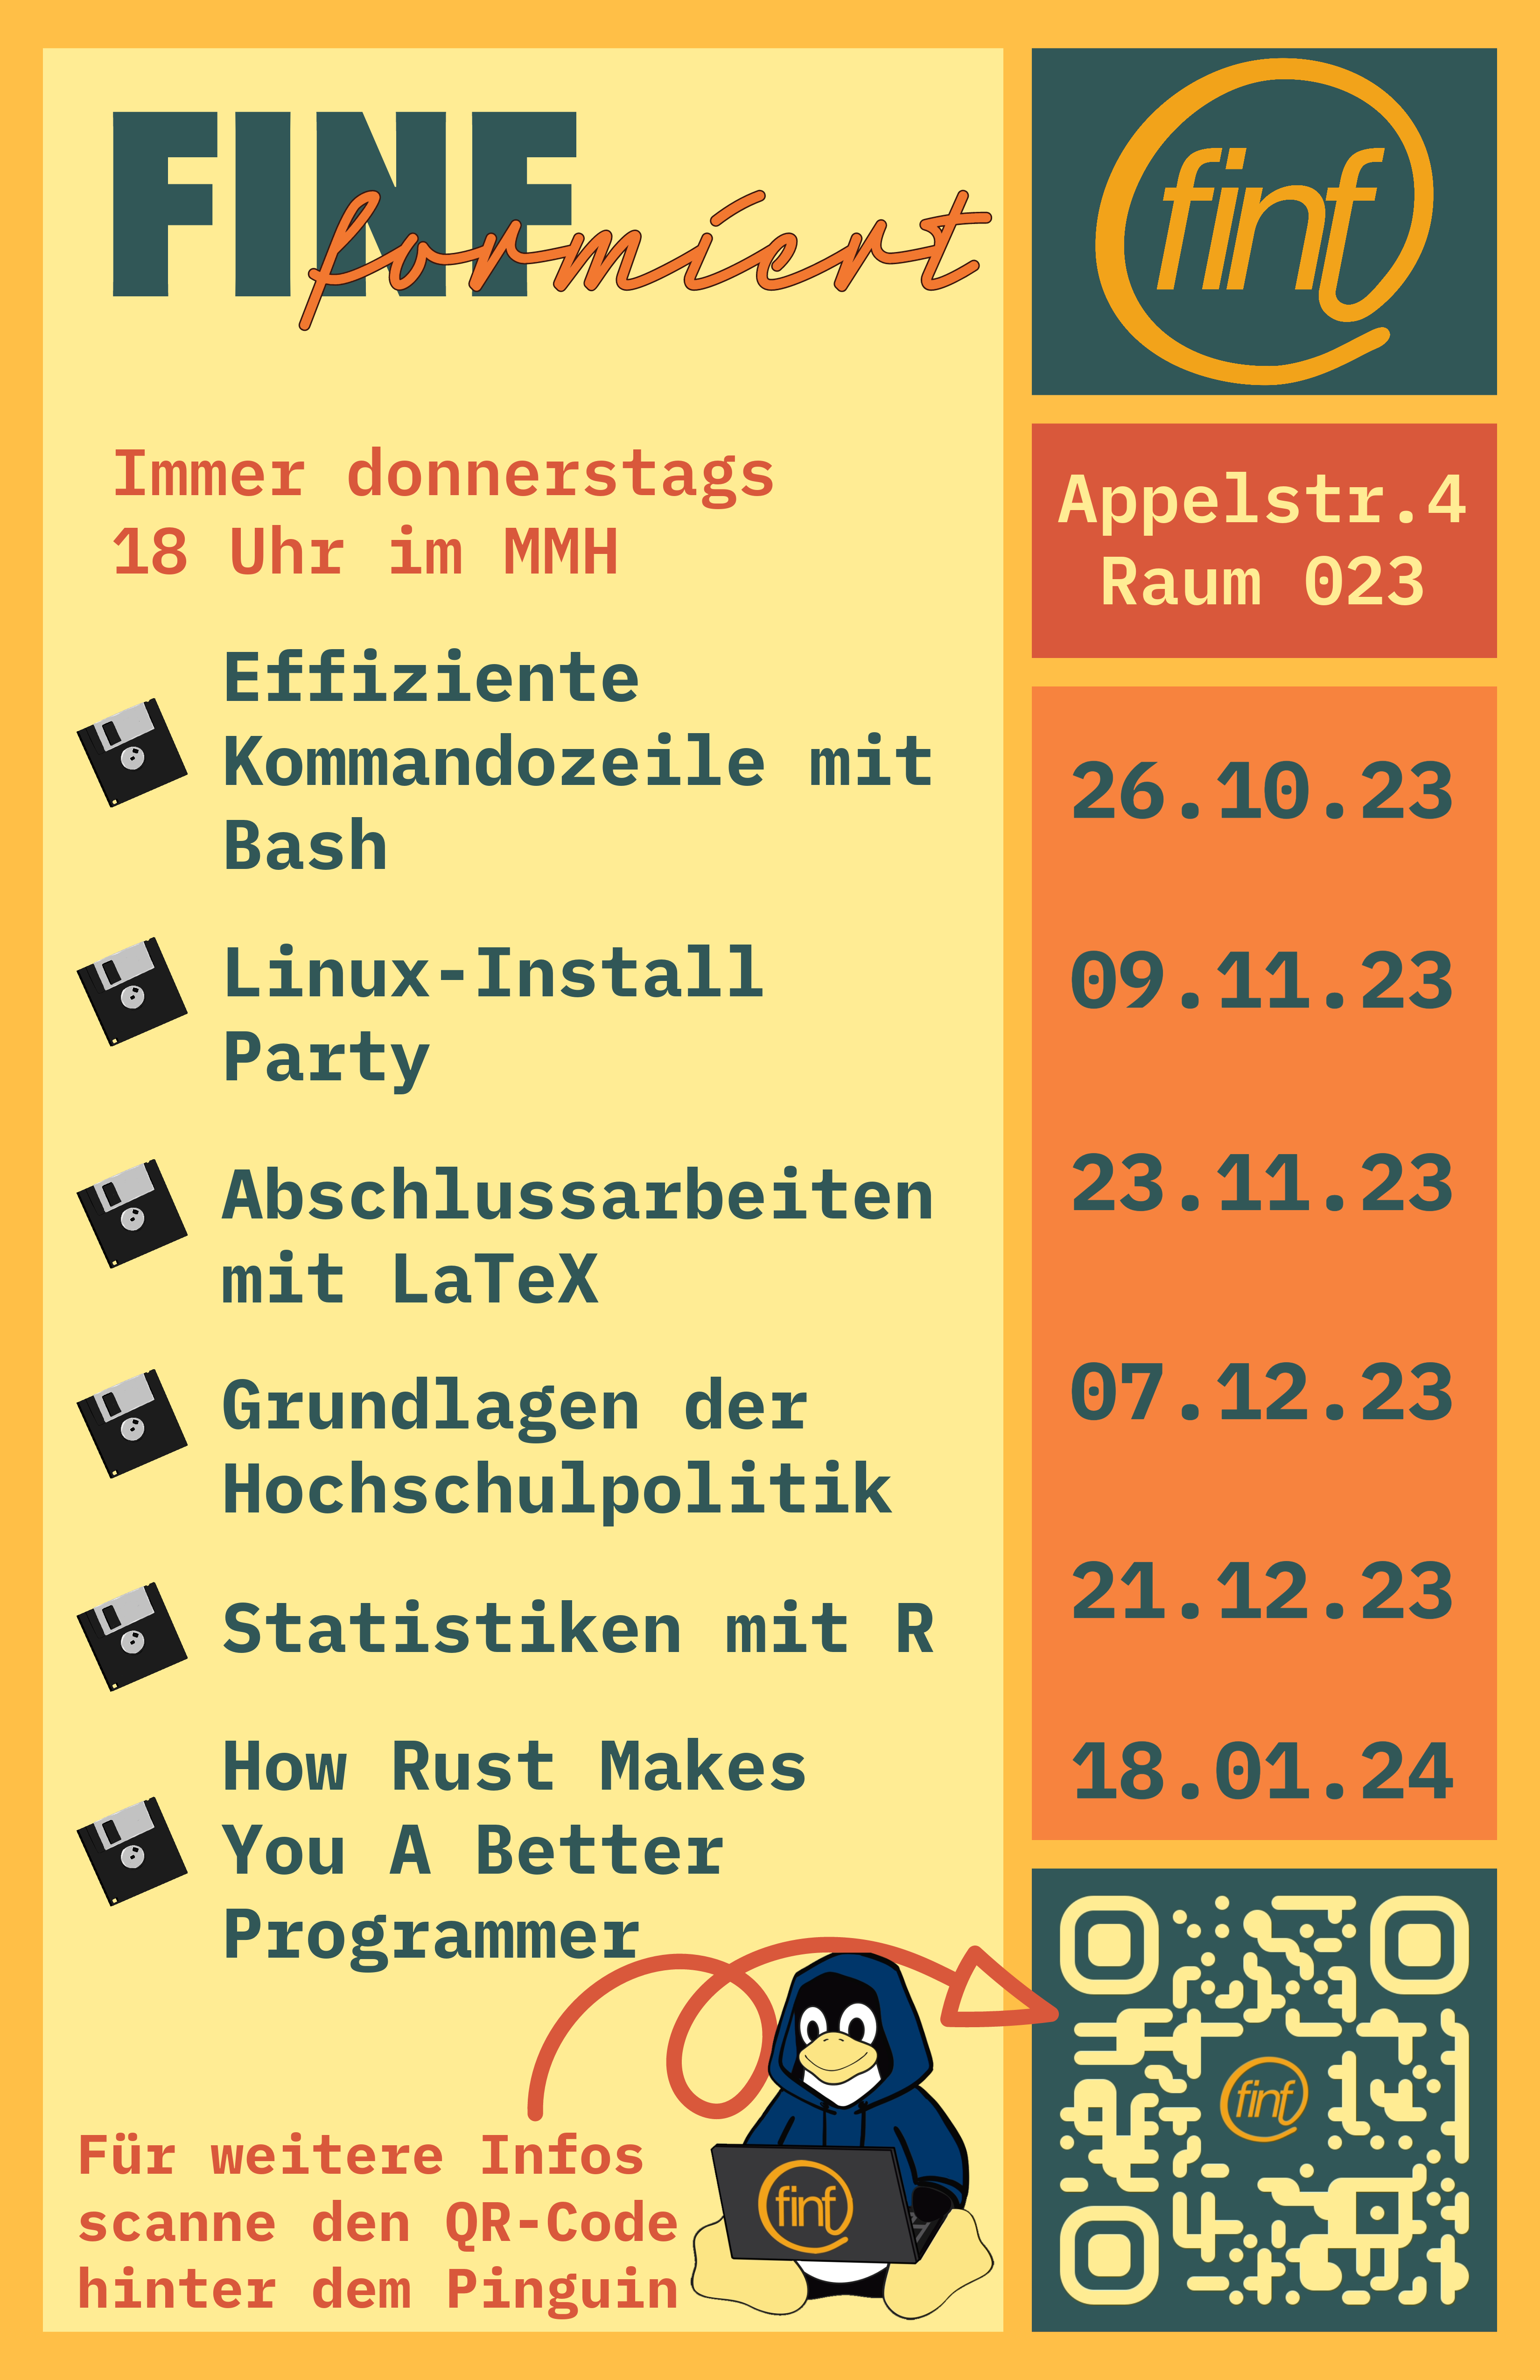 FINF
formiert
finf
Immer donnerstags
18 Uhr im MMH
Appelstr.4
Raum 023
Effiziente
Kommandozeile mit
Bash
26.10.23
Linux-Install
Party
09.11.23
Abschlussarbeiten
mit LaTeX
23.11.23
Grundlagen der
Hochschulpolitik
07.12.23
Statistiken mit R
21.12.23
How Rust Makes
You A Better
Programmer
18.01.24
Für weitere Infos
scanne den QR-Code
hinter dem Pinguin
finf
finf